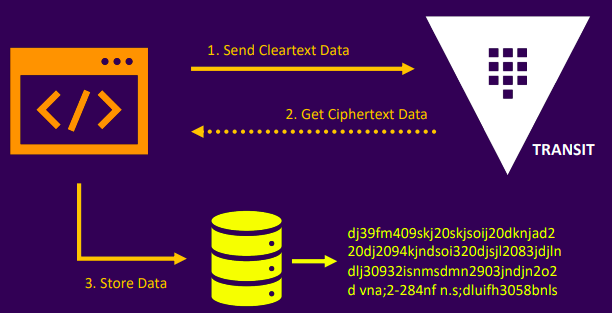 1. Send Cleartext Data
</>
2. Get Ciphertext Data
TRANSIT
3. Store Data
dj39fm409skj20skjsoij20dknjad2
20dj2094kjndsoi320djsjl2083jdjln
dlj30932isnmsdmn2903jndjn2o2
d vna;2-284nf n.s;dluifh3058bnls